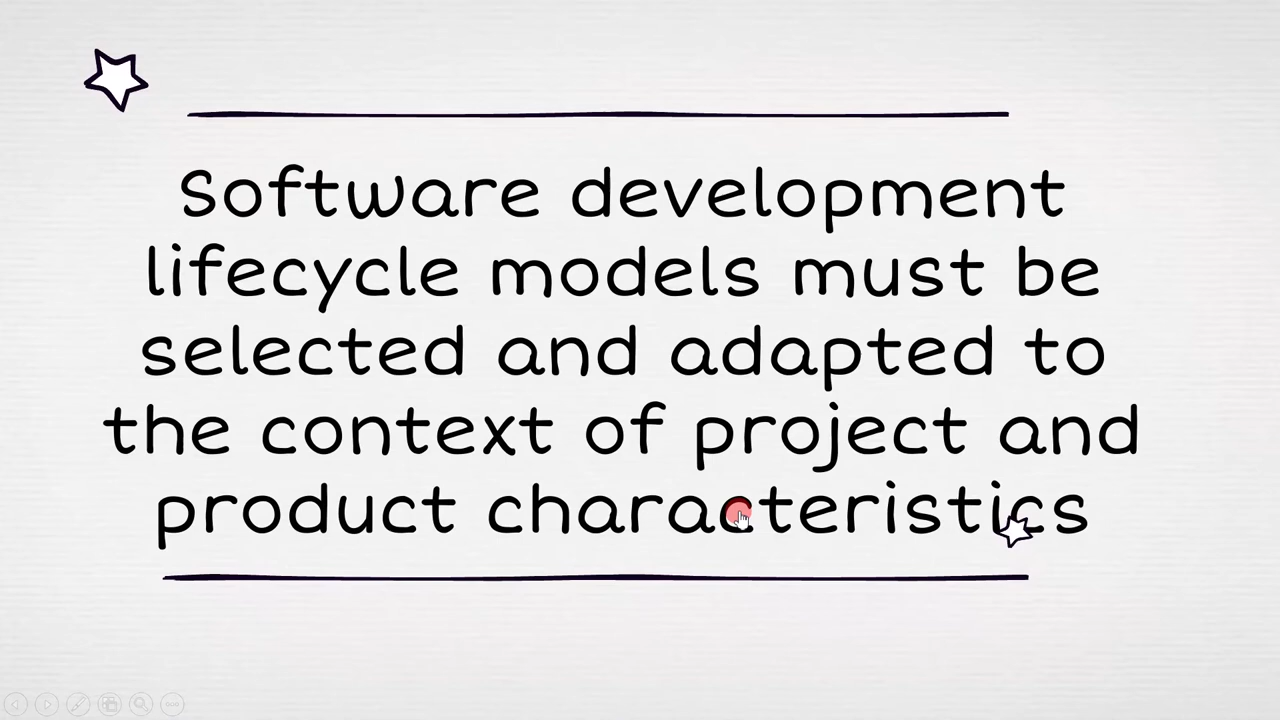 Software development
lifecycle models must be
selected and adapted to
the context of project and
product characteristics